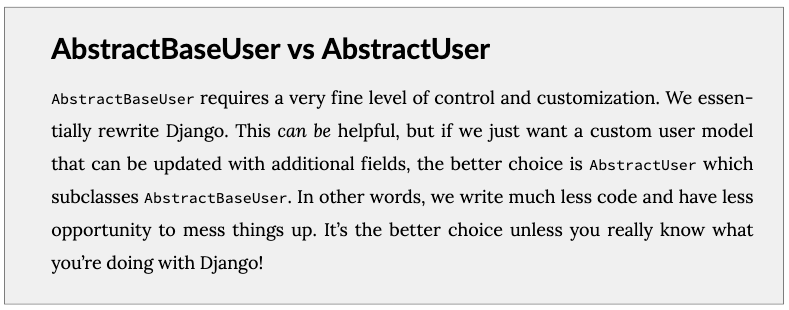 AbstractBaseUser vs AbstractUser
AbstractBaseUser requires a very fine level of control and customization. We essen-
tially rewrite Django. This can be helpful, but if we just want a custom user model
that can be updated with additional fields, the better choice is AbstractUser which
subclasses AbstractBaseUser. In other words, we write much less code and have less
opportunity to mess things up. It’s the better choice unless you really know what
you’re doing with Django!